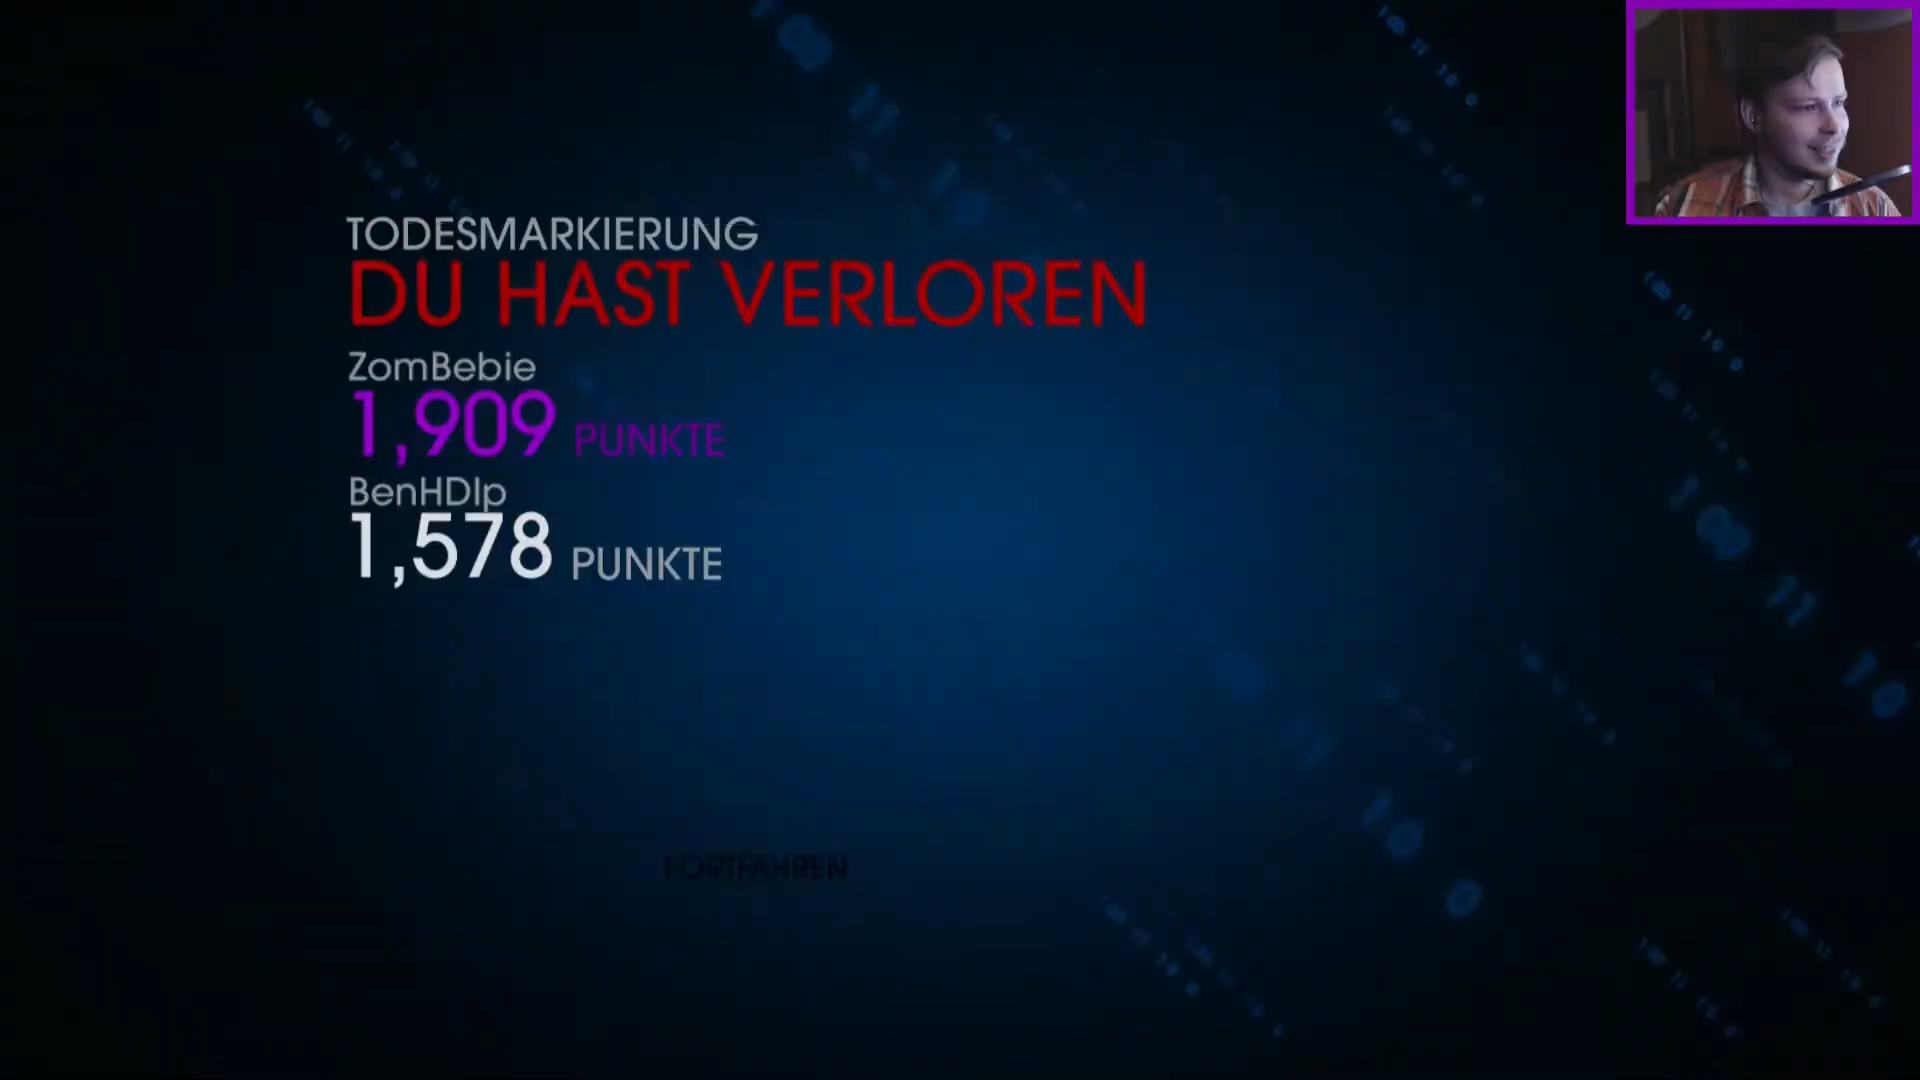 TODESMARKIERUNG
DU HAST VERLOREN
ZomBebie
1,909 PUNKTE
BenHDlp
1,578 PUNKTE
FORTFAHREN